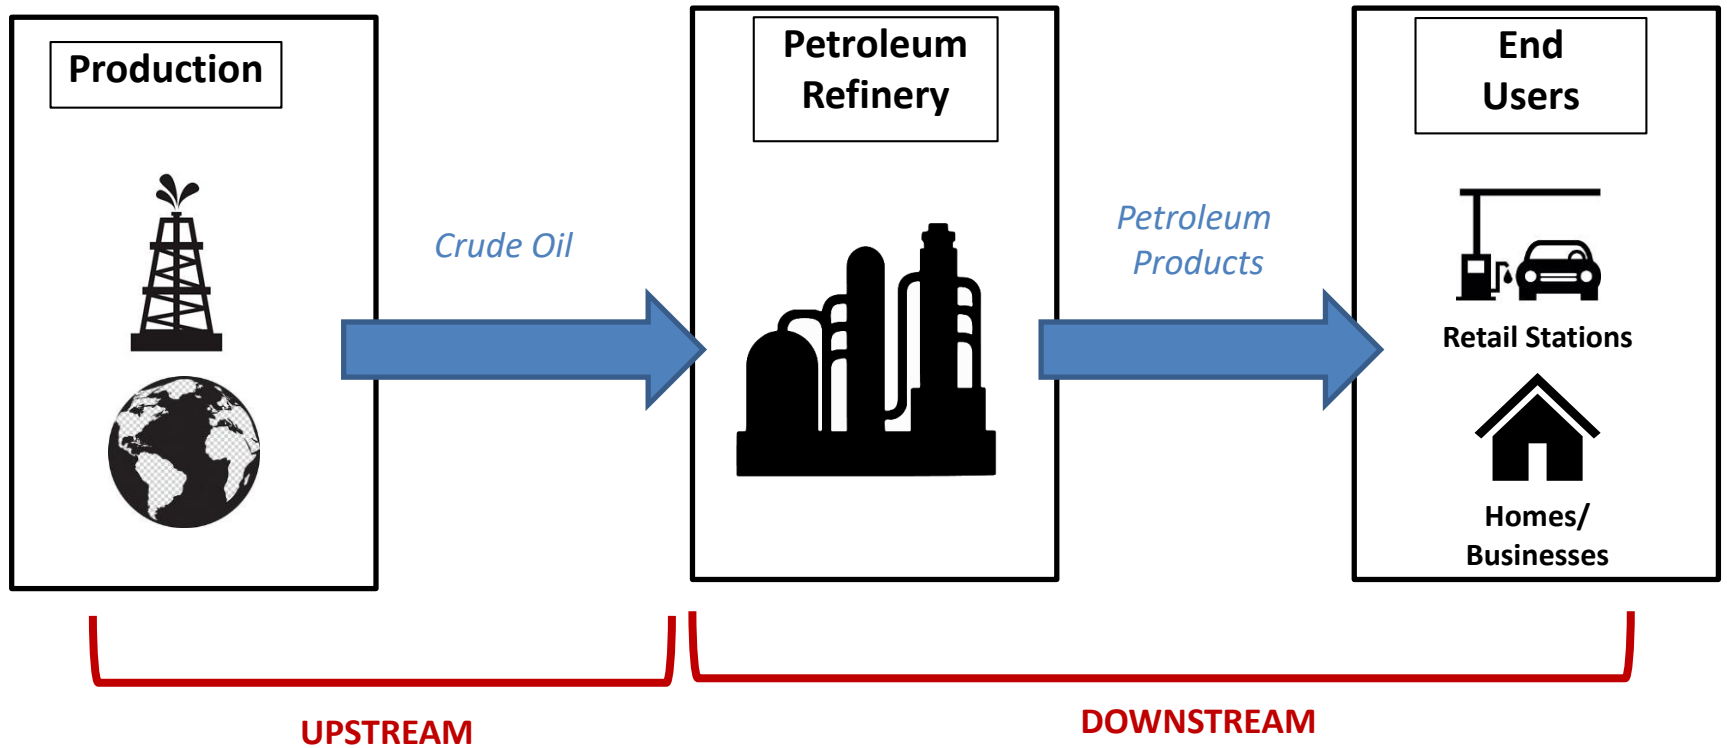 Production
Crude Oil
Petroleum
Refinery
Petroleum
Products
End
Users
Retail Stations
Homes/
Businesses
UPSTREAM
DOWNSTREAM